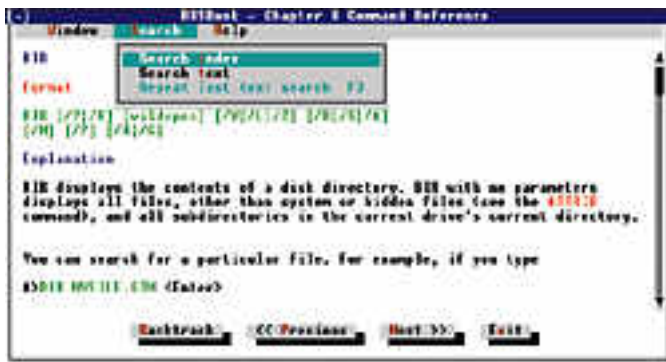 DOSBook - Chapter 8 Command Reference
Window Search Help
DIR
Search index
Search text
Repeat last text search F3
Format
DIR
Explanation
DIR displays the contents of a disk directory. DIR with no parameters
displays all files, other than system or hidden files (see the ATTRIB
command), and all subdirectories in the current drive's current directory.
You can search for a particular file. For example, if you type
<Enter>
Backtrack << Previous Next >> Exit